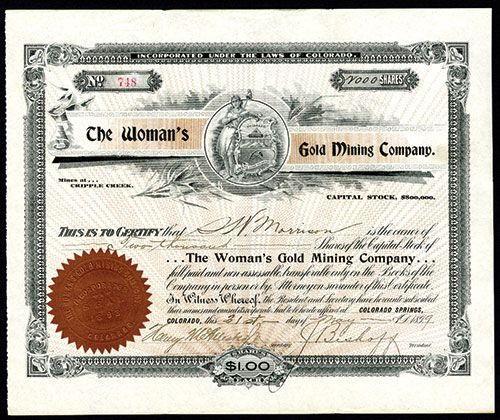 INCORPORATED UNDER THE LAWS OF COLORADO.
No 748
2000 SHARES
The Woman's
Gold Mining Company.
Mines at...
CRIPPLE CREEK.
CAPITAL STOCK, $800,000.
THIS IS TO CERTIFY that Morrison is the owner of
Two thousand Shares of the Capital Stock of
...The Woman's Gold Mining Company...
full paid and non-assessable, transferable only on the Books of the
Company in person or by Attorney on surrender of this Certificate.
In Witness Whereof, the President and Secretary have hereunto subscribed
their names and caused its corporate seal to be hereto affixed at COLORADO SPRINGS,
COLORADO, this 21st day of 1899
J Bishoff
Secretary President
SHARES
$1.00